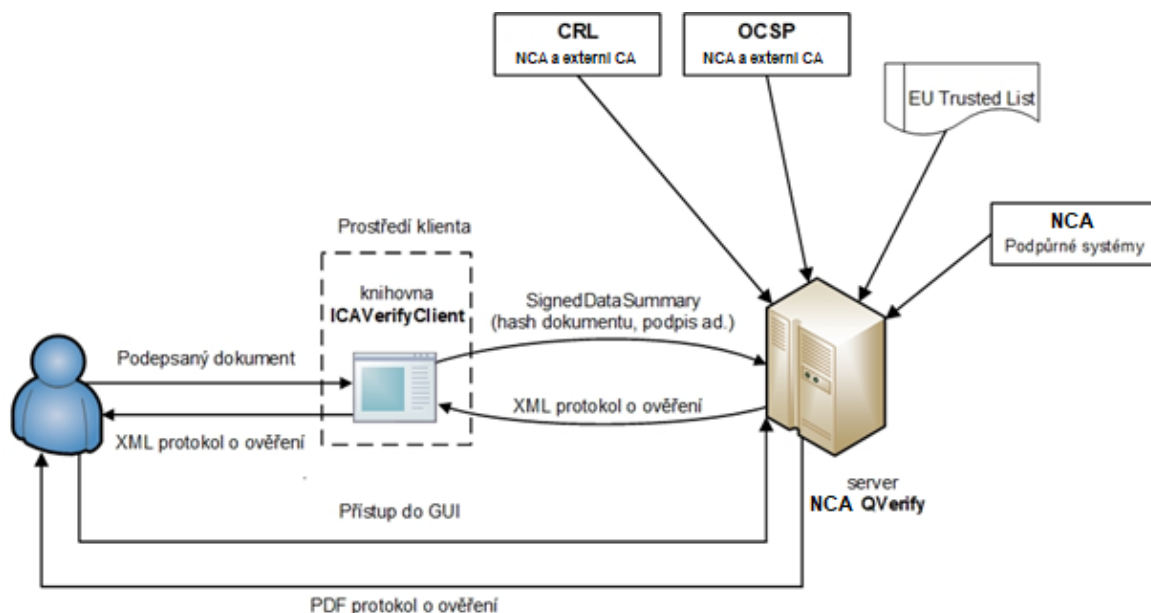 CRL
NCA a externí CA
OCSP
NCA a externí CA
EU Trusted List
NCA
Podpůrné systémy
Prostředí klienta
knihovna
ICAVerifyClient
SignedDataSummary
(hash dokumentu, podpis ad.)
Podepsaný dokument
XML protokol o ověření
XML protokol o ověření
server
NCA QVerify
Přístup do GUI
PDF protokol o ověření